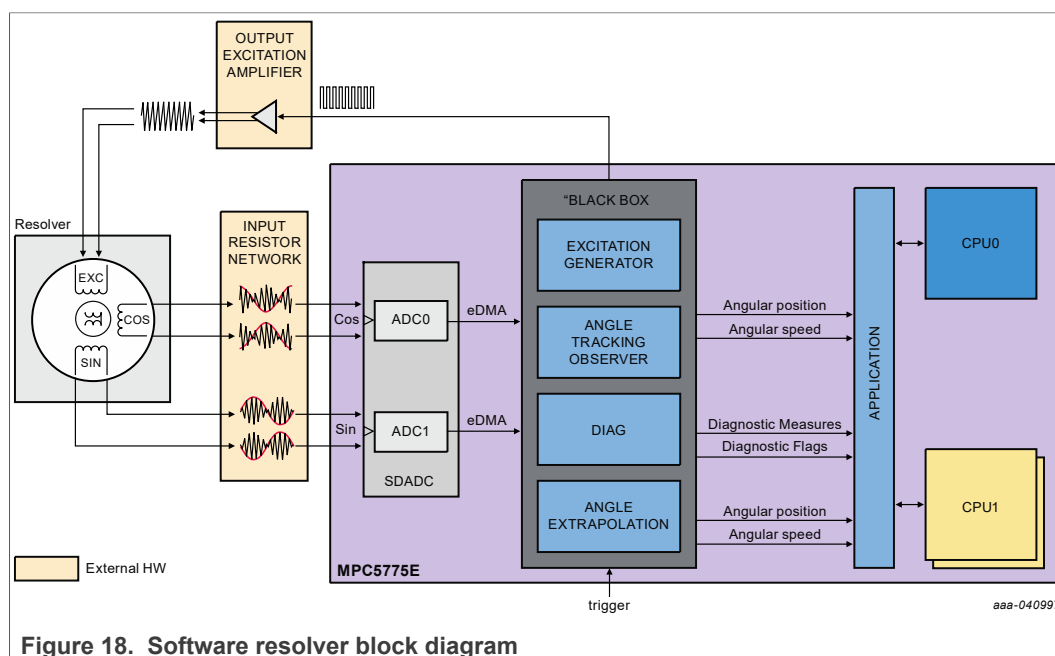 OUTPUT
EXCITATION
AMPLIFIER
Resolver
EXC
COS
SIN
INPUT
RESISTOR
NETWORK
Cos
ADC0
eDMA
Sin
ADC1
eDMA
SDADC
“BLACK BOX
EXCITATION
GENERATOR
ANGLE
TRACKING
OBSERVER
DIAG
ANGLE
EXTRAPOLATION
Angular position
Angular speed
Diagnostic Measures
Diagnostic Flags
Angular position
Angular speed
APPLICATION
CPU0
CPU1
External HW
MPC5775E
trigger
aaa-040997
Figure 18. Software resolver block diagram